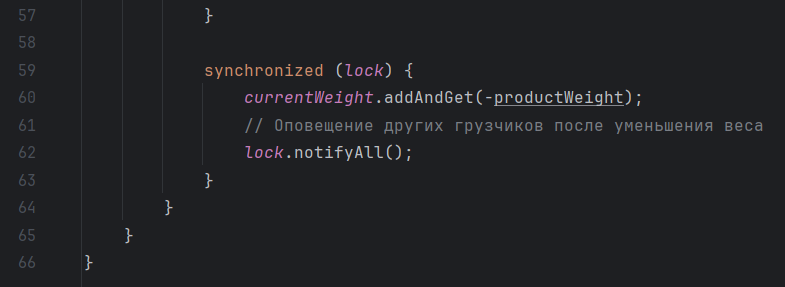 57 }
58
59 synchronized (lock) {
60 currentWeight.addAndGet(-productWeight);
61 // Оповещение других грузчиков после уменьшения веса
62 lock.notifyAll();
63 }
64 }
65 }
66 }